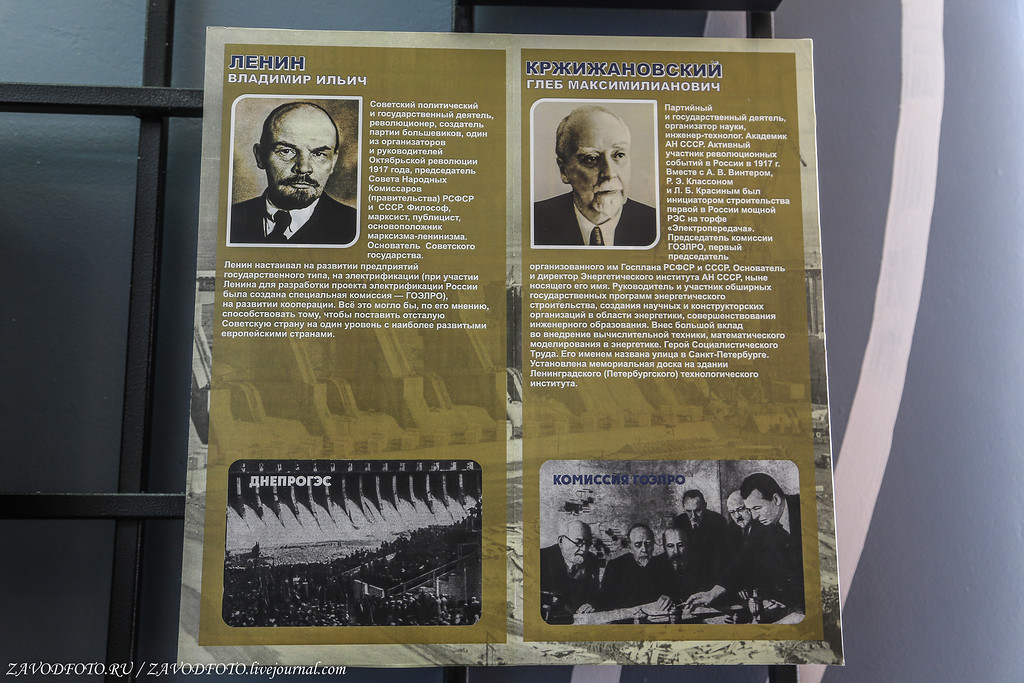 ЛЕНИН
ВЛАДИМИР ИЛЬИЧ
Советский политический
и государственный деятель,
революционер, создатель
партии большевиков, один
из организаторов
и руководителей
Октябрьской революции
1917 года, председатель
Совета Народных
Комиссаров
(правительства) РСФСР
и СССР. Философ,
марксист, публицист,
основоположник
марксизма-ленинизма.
Основатель Советского
государства.
Ленин настаивал на развитии предприятий
государственного типа, на электрификации (при участии
Ленина для разработки проекта электрификации России
была создана специальная комиссия — ГОЭЛРО),
на развитии кооперации. Всё это могло бы, по его мнению,
способствовать тому, чтобы поставить отсталую
Советскую страну на один уровень с наиболее развитыми
европейскими странами.
ДНЕПРОГЭС
КРЖИЖАНОВСКИЙ
ГЛЕБ МАКСИМИЛИАНОВИЧ
Партийный
и государственный деятель,
организатор науки,
инженер-технолог. Академик
АН СССР. Активный
участник революционных
событий в России в 1917 г.
Вместе с А. В. Винтером,
Р. Э. Классоном
и Л. Б. Красиным был
инициатором строительства
первой в России мощной
РЭС на торфе
«Электропередача».
Председатель комиссии
ГОЭЛРО, первый
председатель
организованного им Госплана РСФСР и СССР. Основатель
и директор Энергетического института АН СССР, ныне
носящего его имя. Руководитель и участник обширных
государственных программ энергетического
строительства, создания научных и конструкторских
организаций в области энергетики, совершенствования
инженерного образования. Внес большой вклад
во внедрение вычислительной техники, математического
моделирования в энергетике. Герой Социалистического
Труда. Его именем названа улица в Санкт-Петербурге.
Установлена мемориальная доска на здании
Ленинградского (Петербургского) технологического
института.
КОМИССИЯ ГОЭЛРО
ZAVODFOTO.RU / ZAVODFOTO.livejournal.com